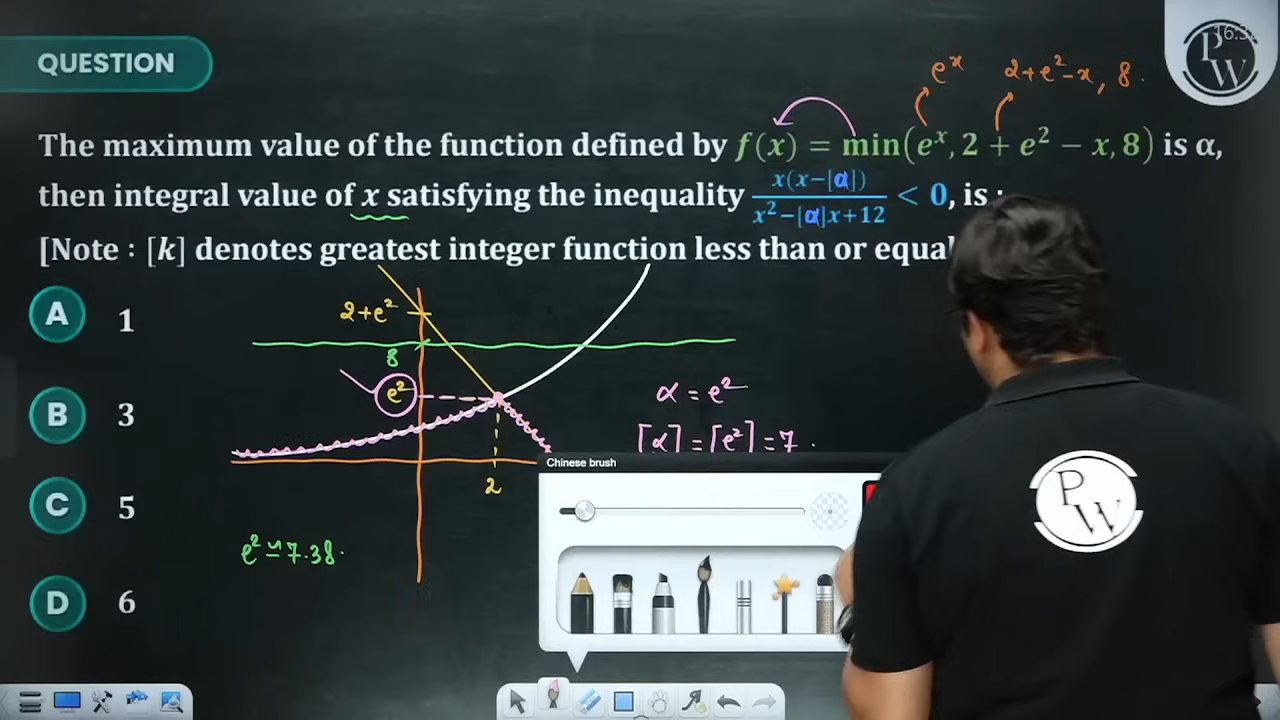 QUESTION
16:3
P
W
e^x 2+e^2-x, 8.
The maximum value of the function defined by f(x) = min(e^x, 2 + e^2 − x, 8) is α,
then integral value of x satisfying the inequality x(x−[α])/x^2−[α]x+12 < 0, is :
[Note : [k] denotes greatest integer function less than or equal
A 1
2+e^2
8
B 3
e^2
α = e^2
[α] = [e^2] = 7.
Chinese brush
2
C 5
e^2 ≃ 7.38.
P
W
D 6